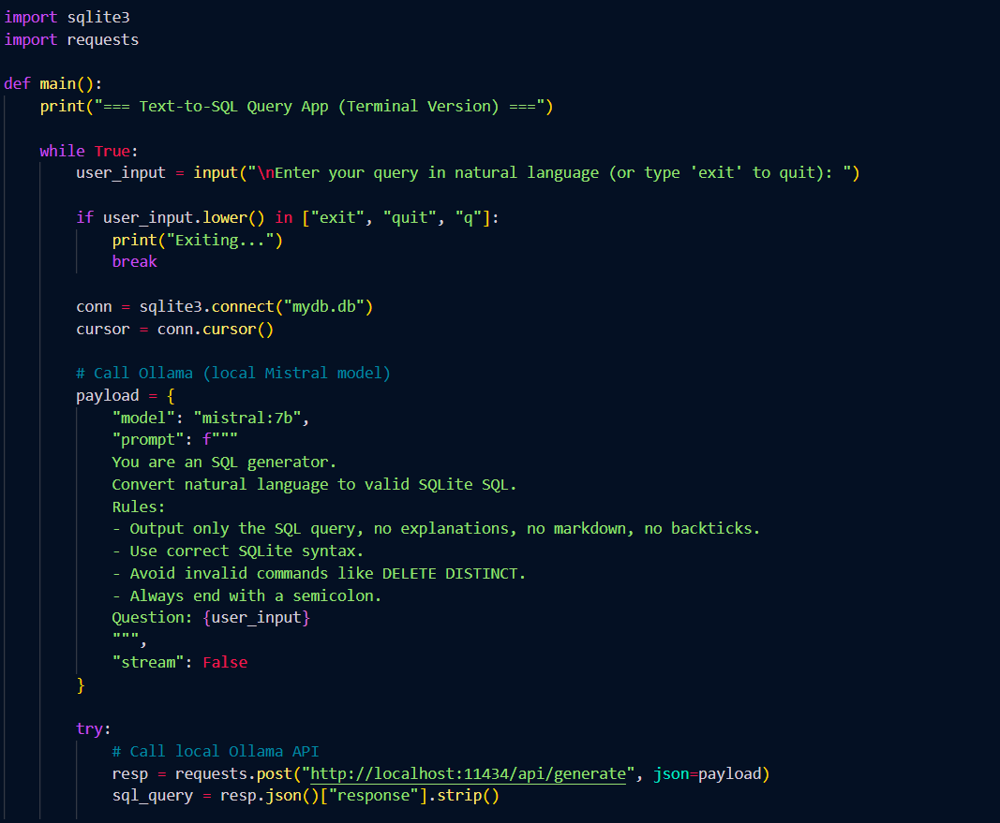 import sqlite3
import requests
def main():
print("=== Text-to-SQL Query App (Terminal Version) ===")
while True:
user_input = input("\nEnter your query in natural language (or type 'exit' to quit): ")
if user_input.lower() in ["exit", "quit", "q"]:
print("Exiting...")
break
conn = sqlite3.connect("mydb.db")
cursor = conn.cursor()
# Call Ollama (local Mistral model)
payload = {
"model": "mistral:7b",
"prompt": f"""
You are an SQL generator.
Convert natural language to valid SQLite SQL.
Rules:
- Output only the SQL query, no explanations, no markdown, no backticks.
- Use correct SQLite syntax.
- Avoid invalid commands like DELETE DISTINCT.
- Always end with a semicolon.
Question: {user_input}
""",
"stream": False
}
try:
# Call local Ollama API
resp = requests.post("http://localhost:11434/api/generate", json=payload)
sql_query = resp.json()["response"].strip()